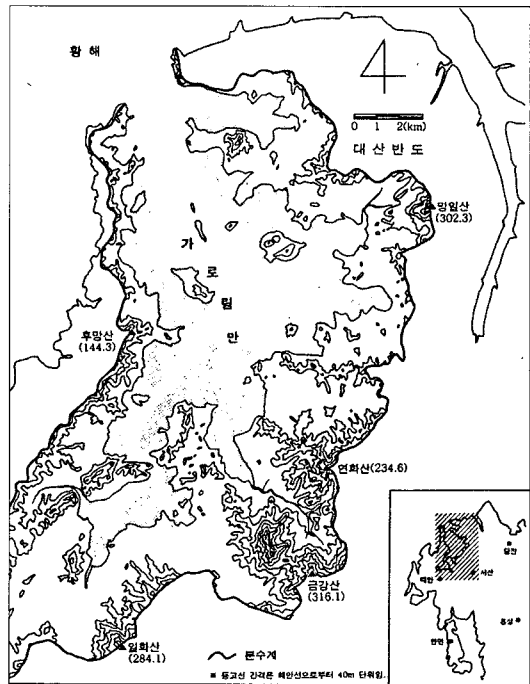 황 해
0 1 2(km)
대 산 반 도
망일산
(302.3)
가
로
림
만
후망산
(144.3)
연화산(234.6)
금강산
(316.1)
일화산
(284.1)
분수계
■ 등고선 간격은 해안선으로부터 40m 단위임.
당진
서산
태안
홍성
안면